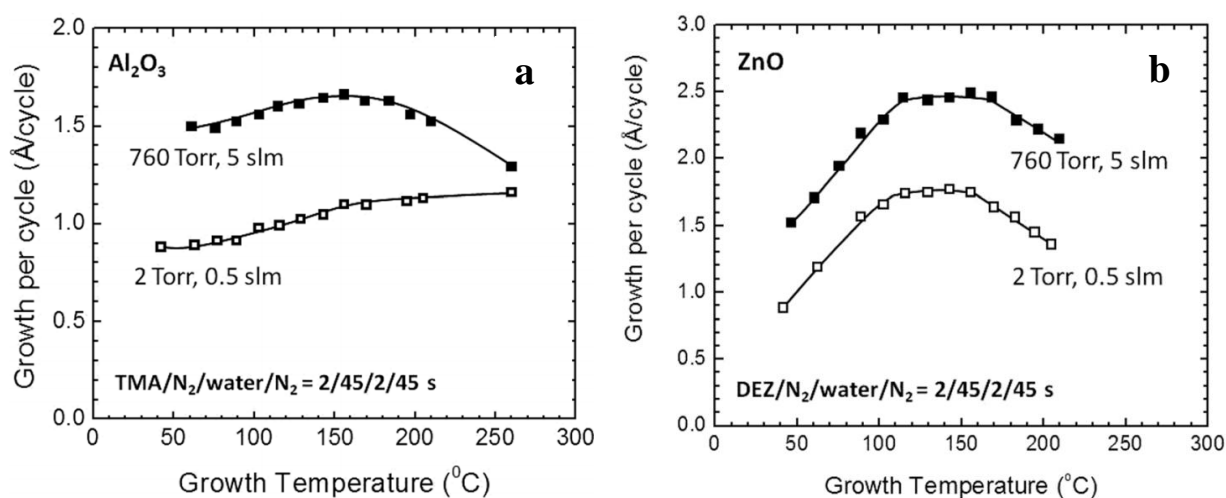 2.0
1.5
1.0
0.5
0.0
Growth per cycle (Å/cycle)
Al₂O₃
a
760 Torr, 5 slm
2 Torr, 0.5 slm
TMA/N₂/water/N₂ = 2/45/2/45 s
0 50 100 150 200 250 300
Growth Temperature (⁰C)
3.0
2.5
2.0
1.5
1.0
0.5
0.0
Growth per cycle (Å/cycle)
ZnO
b
760 Torr, 5 slm
2 Torr, 0.5 slm
DEZ/N₂/water/N₂ = 2/45/2/45 s
0 50 100 150 200 250 300
Growth Temperature (⁰C)